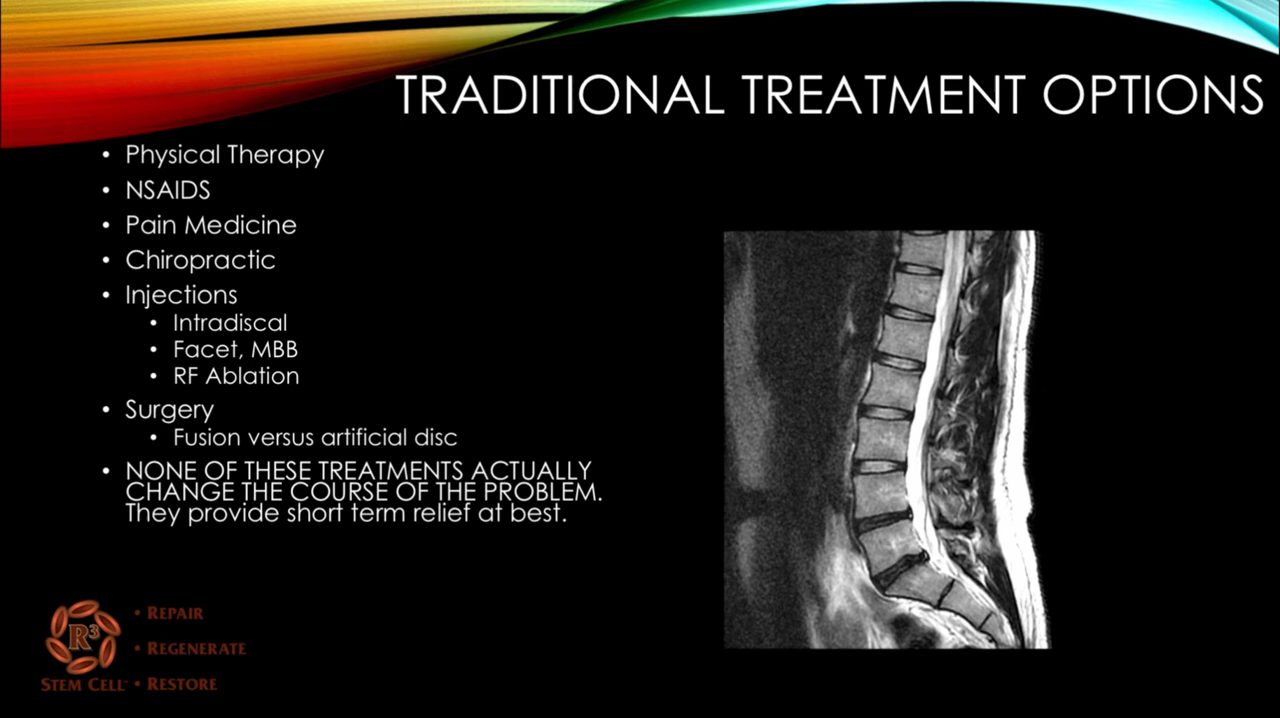 TRADITIONAL TREATMENT OPTIONS
• Physical Therapy
• NSAIDS
• Pain Medicine
• Chiropractic
• Injections
• Intradiscal
• Facet, MBB
• RF Ablation
• Surgery
• Fusion versus artificial disc
• NONE OF THESE TREATMENTS ACTUALLY
CHANGE THE COURSE OF THE PROBLEM.
They provide short term relief at best.
R³
STEM CELL™
• REPAIR
• REGENERATE
• RESTORE